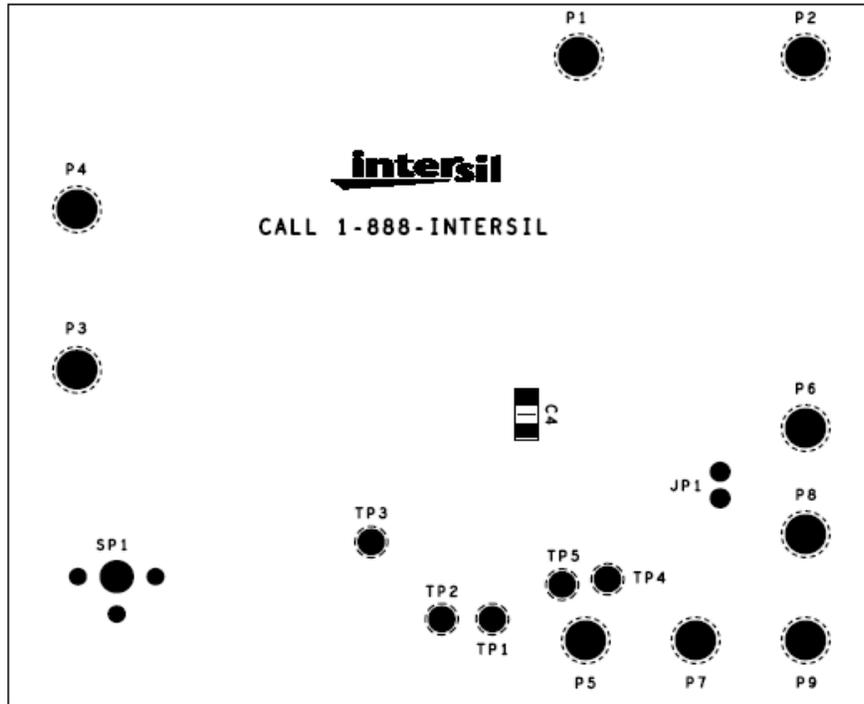 P1
P2
P4
intersil
CALL 1-888-INTERSIL
P3
C4
P6
JP1
P8
TP3
SP1
TP5
TP4
TP2
TP1
P5
P7
P9